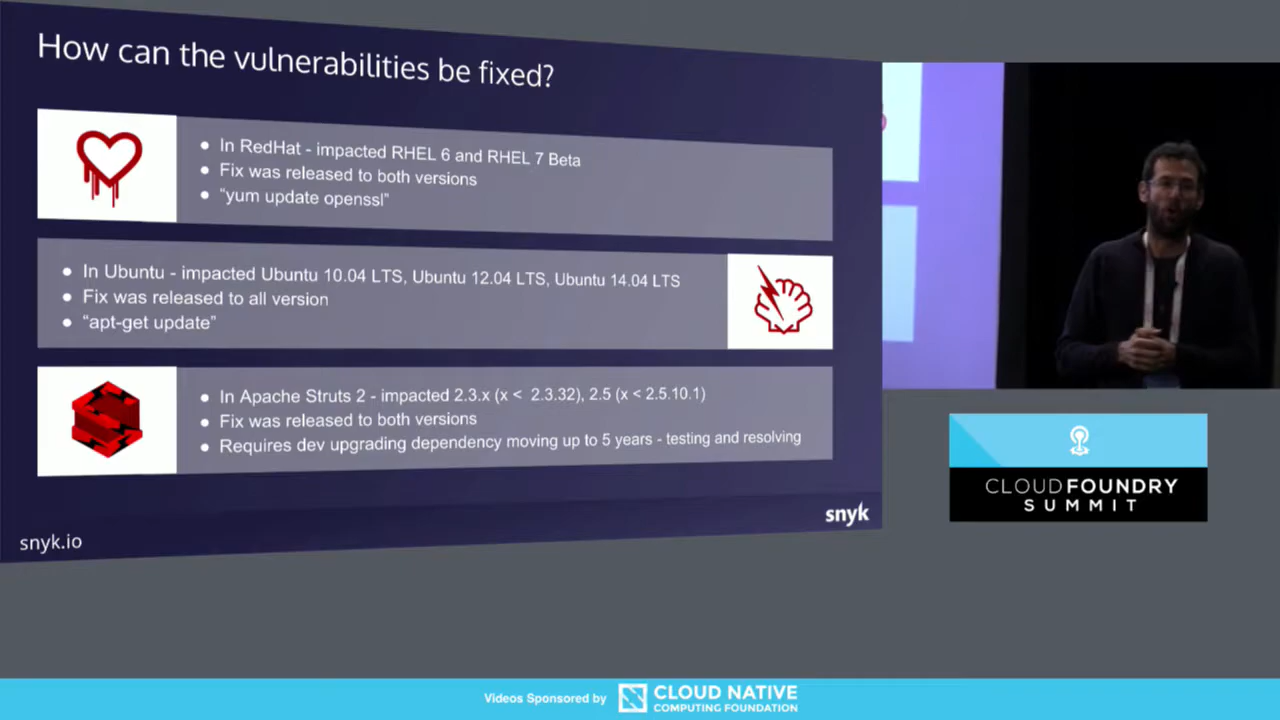 How can the vulnerabilities be fixed?
• In RedHat - impacted RHEL 6 and RHEL 7 Beta
• Fix was released to both versions
• “yum update openssl”
• In Ubuntu - impacted Ubuntu 10.04 LTS, Ubuntu 12.04 LTS, Ubuntu 14.04 LTS
• Fix was released to all version
• “apt-get update”
• In Apache Struts 2 - impacted 2.3.x (x < 2.3.32), 2.5 (x < 2.5.10.1)
• Fix was released to both versions
• Requires dev upgrading dependency moving up to 5 years - testing and resolving
snyk.io
snyk
CLOUDFOUNDRY
SUMMIT
Videos Sponsored by
CLOUD NATIVE
COMPUTING FOUNDATION